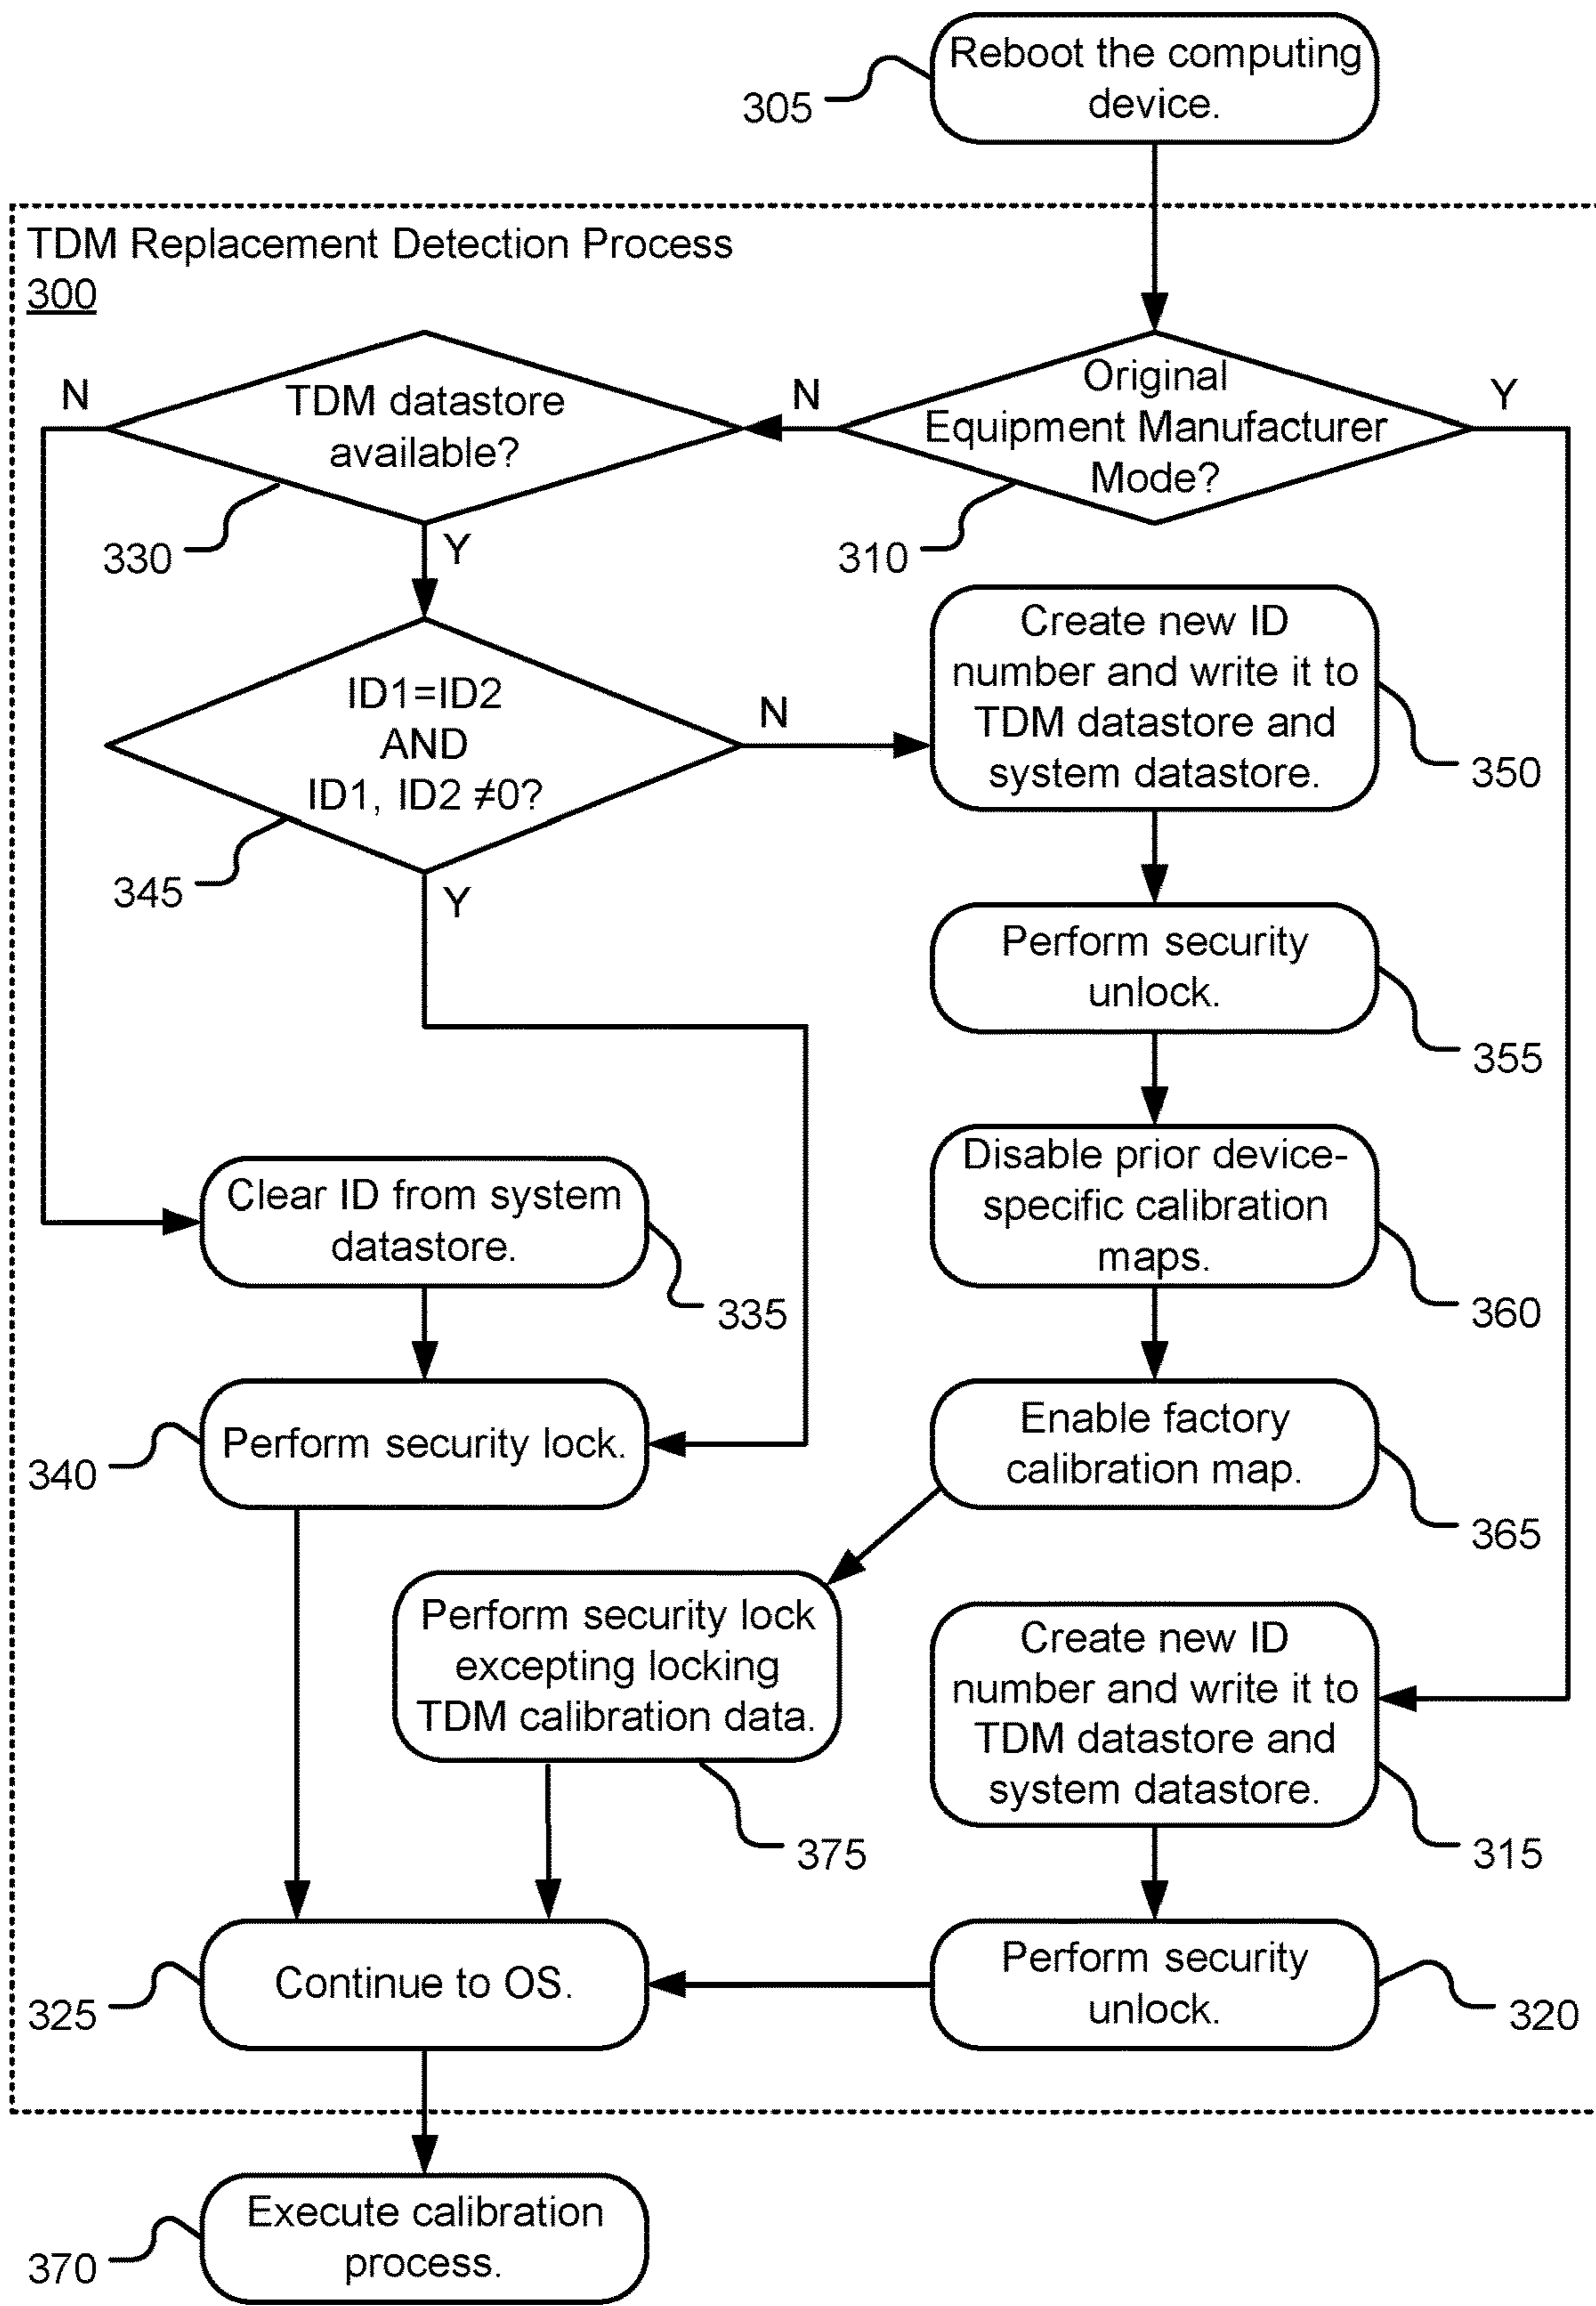 Reboot the computing
device.
305
TDM Replacement Detection Process
300
Original
Equipment Manufacturer
Mode?
N
Y
310
TDM datastore
available?
N
Y
330
ID1=ID2
AND
ID1, ID2 ≠0?
N
Y
345
Create new ID
number and write it to
TDM datastore and
system datastore.
350
Perform security
unlock.
355
Disable prior device-
specific calibration
maps.
360
Clear ID from system
datastore.
335
Perform security lock.
340
Enable factory
calibration map.
365
Perform security lock
excepting locking
TDM calibration data.
375
Create new ID
number and write it to
TDM datastore and
system datastore.
315
Perform security
unlock.
320
Continue to OS.
325
Execute calibration
process.
370